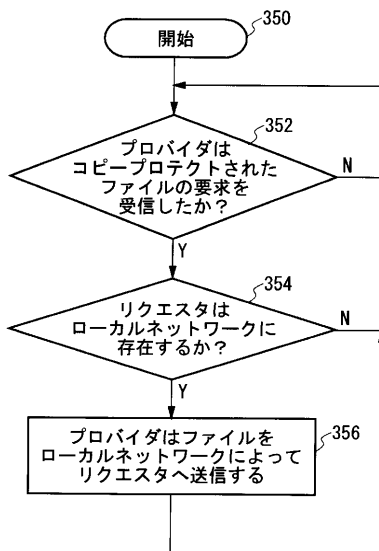 開始
350
プロバイダは
コピープロテクトされた
ファイルの要求を
受信したか？
352
N
Y
リクエスタは
ローカルネットワークに
存在するか？
354
N
Y
プロバイダはファイルを
ローカルネットワークによって
リクエスタへ送信する
356